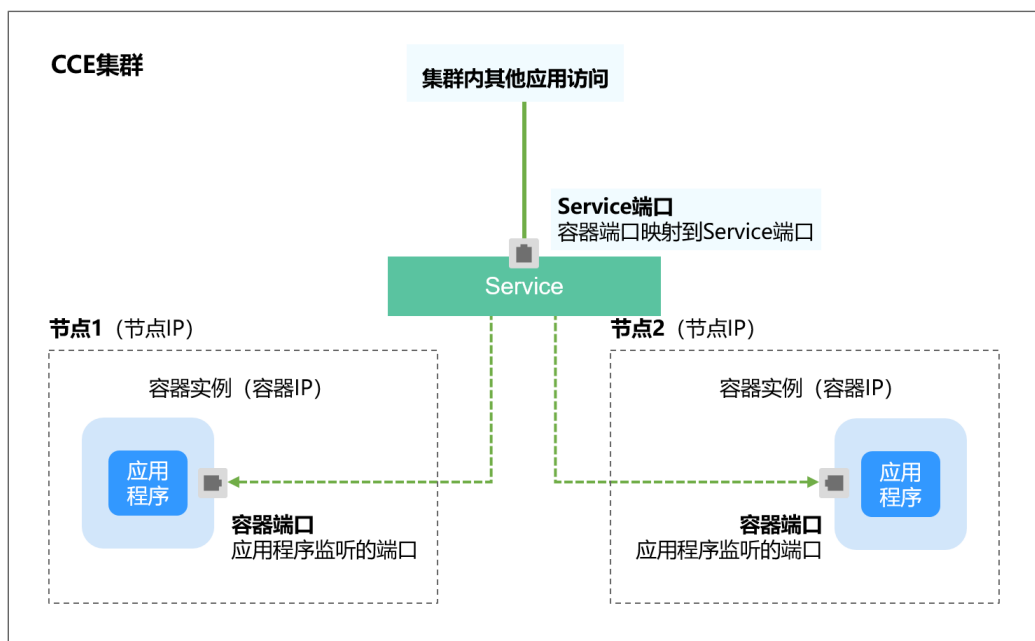 CCE集群
集群内其他应用访问
Service端口
容器端口映射到Service端口
Service
节点1（节点IP）
容器实例（容器IP）
应用
程序
容器端口
应用程序监听的端口
节点2（节点IP）
容器实例（容器IP）
应用
程序
容器端口
应用程序监听的端口